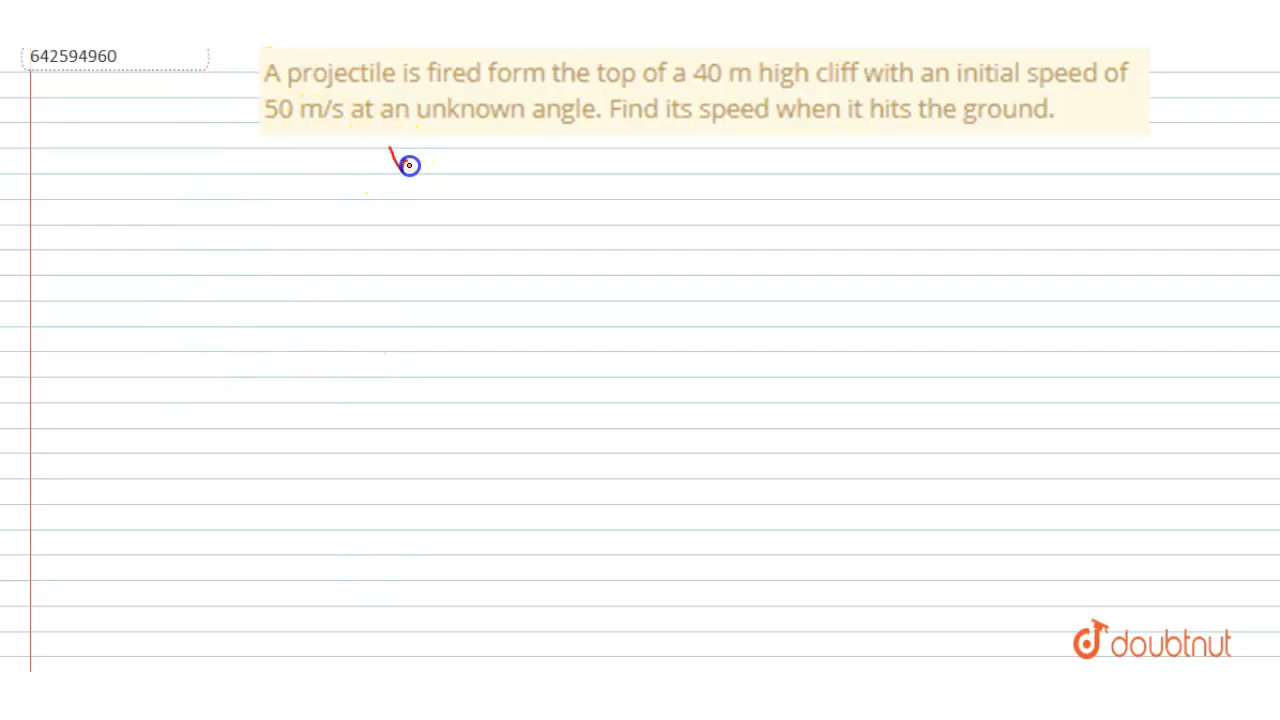 642594960
A projectile is fired form the top of a 40 m high cliff with an initial speed of
50 m/s at an unknown angle. Find its speed when it hits the ground.
doubtnut